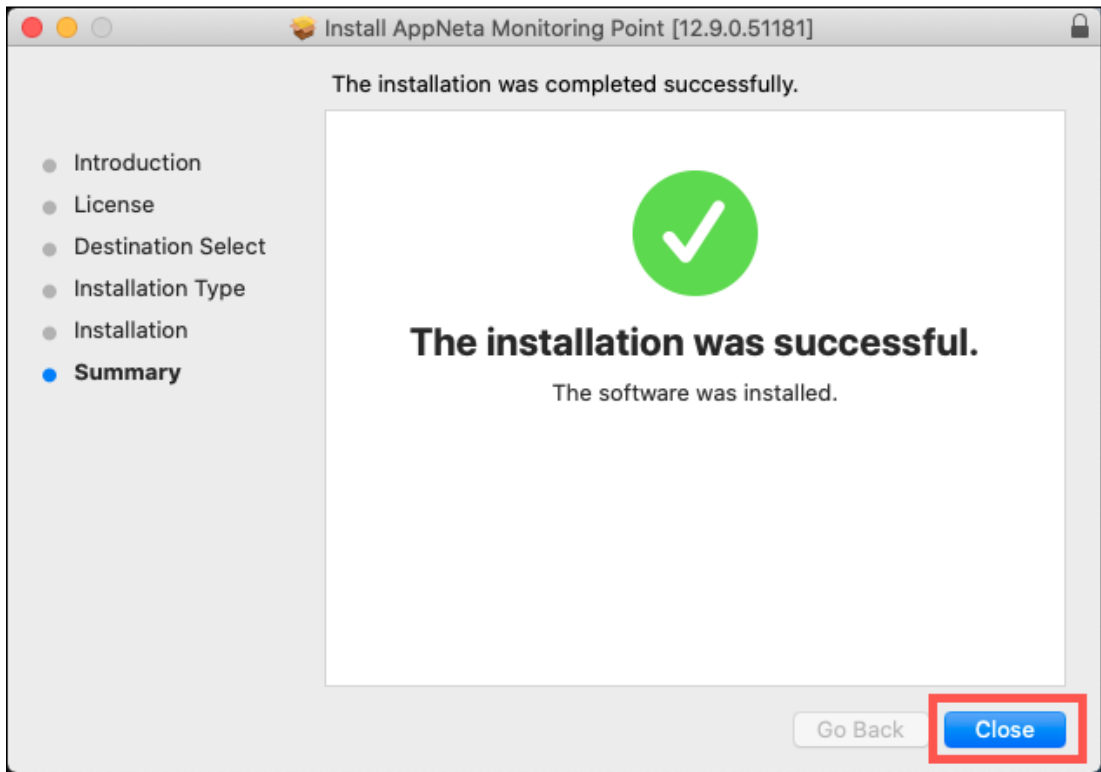 Install AppNeta Monitoring Point [12.9.0.51181]
The installation was completed successfully.
Introduction
License
Destination Select
Installation Type
Installation
Summary
The installation was successful.
The software was installed.
Go Back
Close